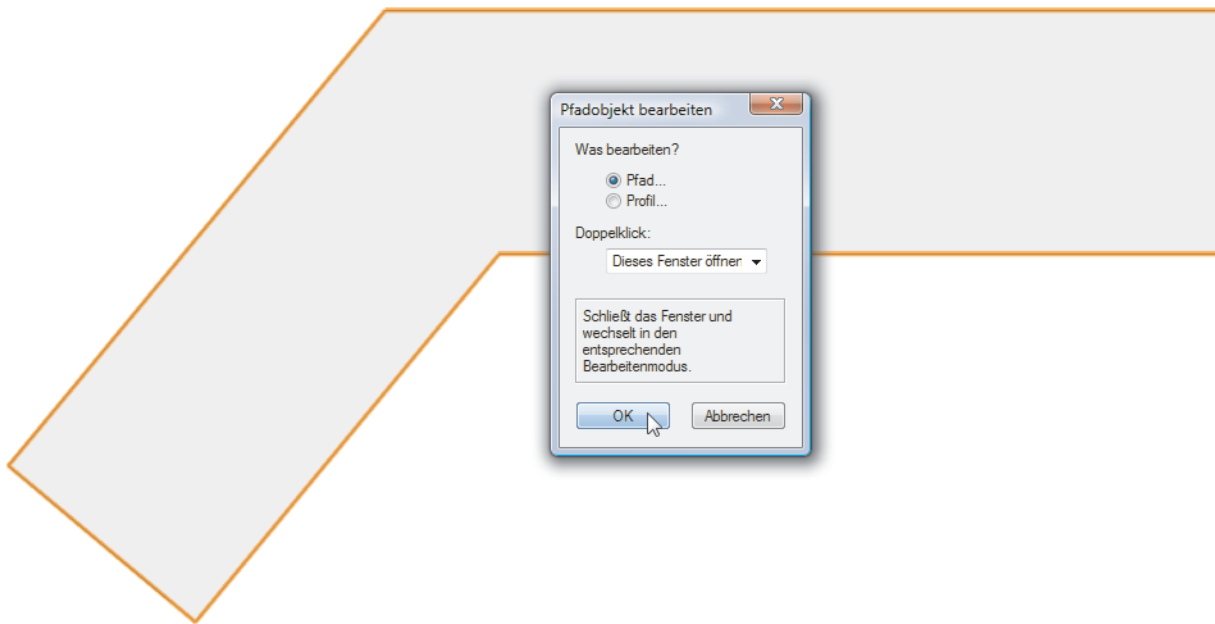 Pfadobjekt bearbeiten
Was bearbeiten?
Pfad...
Profil...
Doppelklick:
Dieses Fenster öffner
Schließt das Fenster und
wechselt in den
entsprechenden
Bearbeitenmodus.
OK
Abbrechen